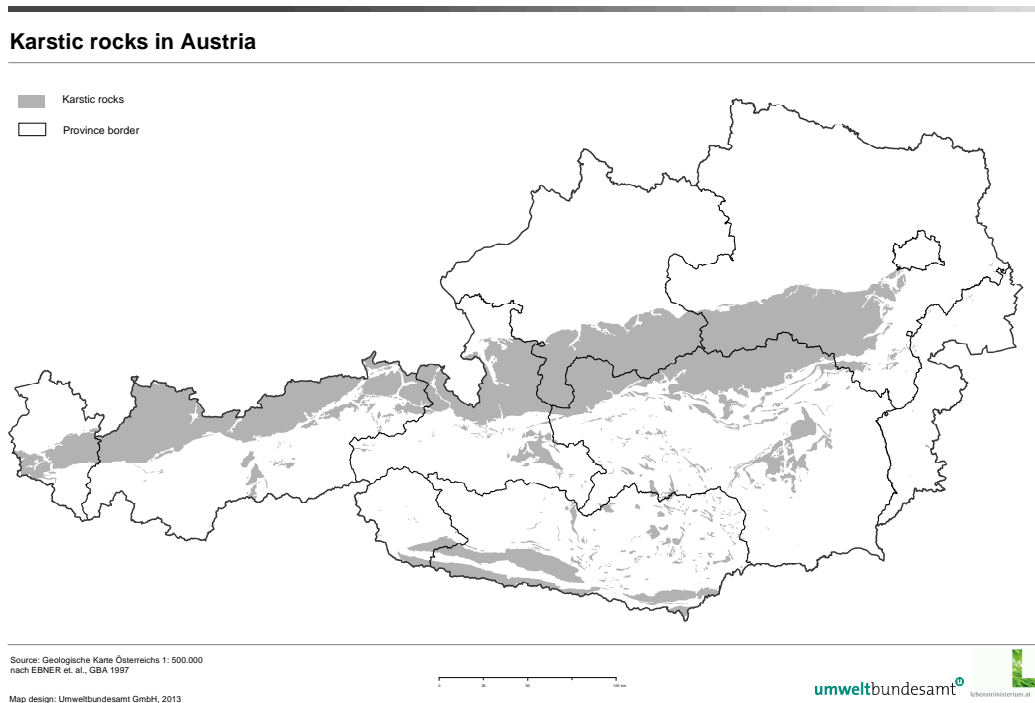 Karstic rocks in Austria
Karstic rocks
Province border
Source: Geologische Karte Österreichs 1: 500.000
nach EBNER et. al., GBA 1997
Map design: Umweltbundesamt GmbH, 2013
0 25 50 100 km
umweltbundesamt
lebensministerium.at